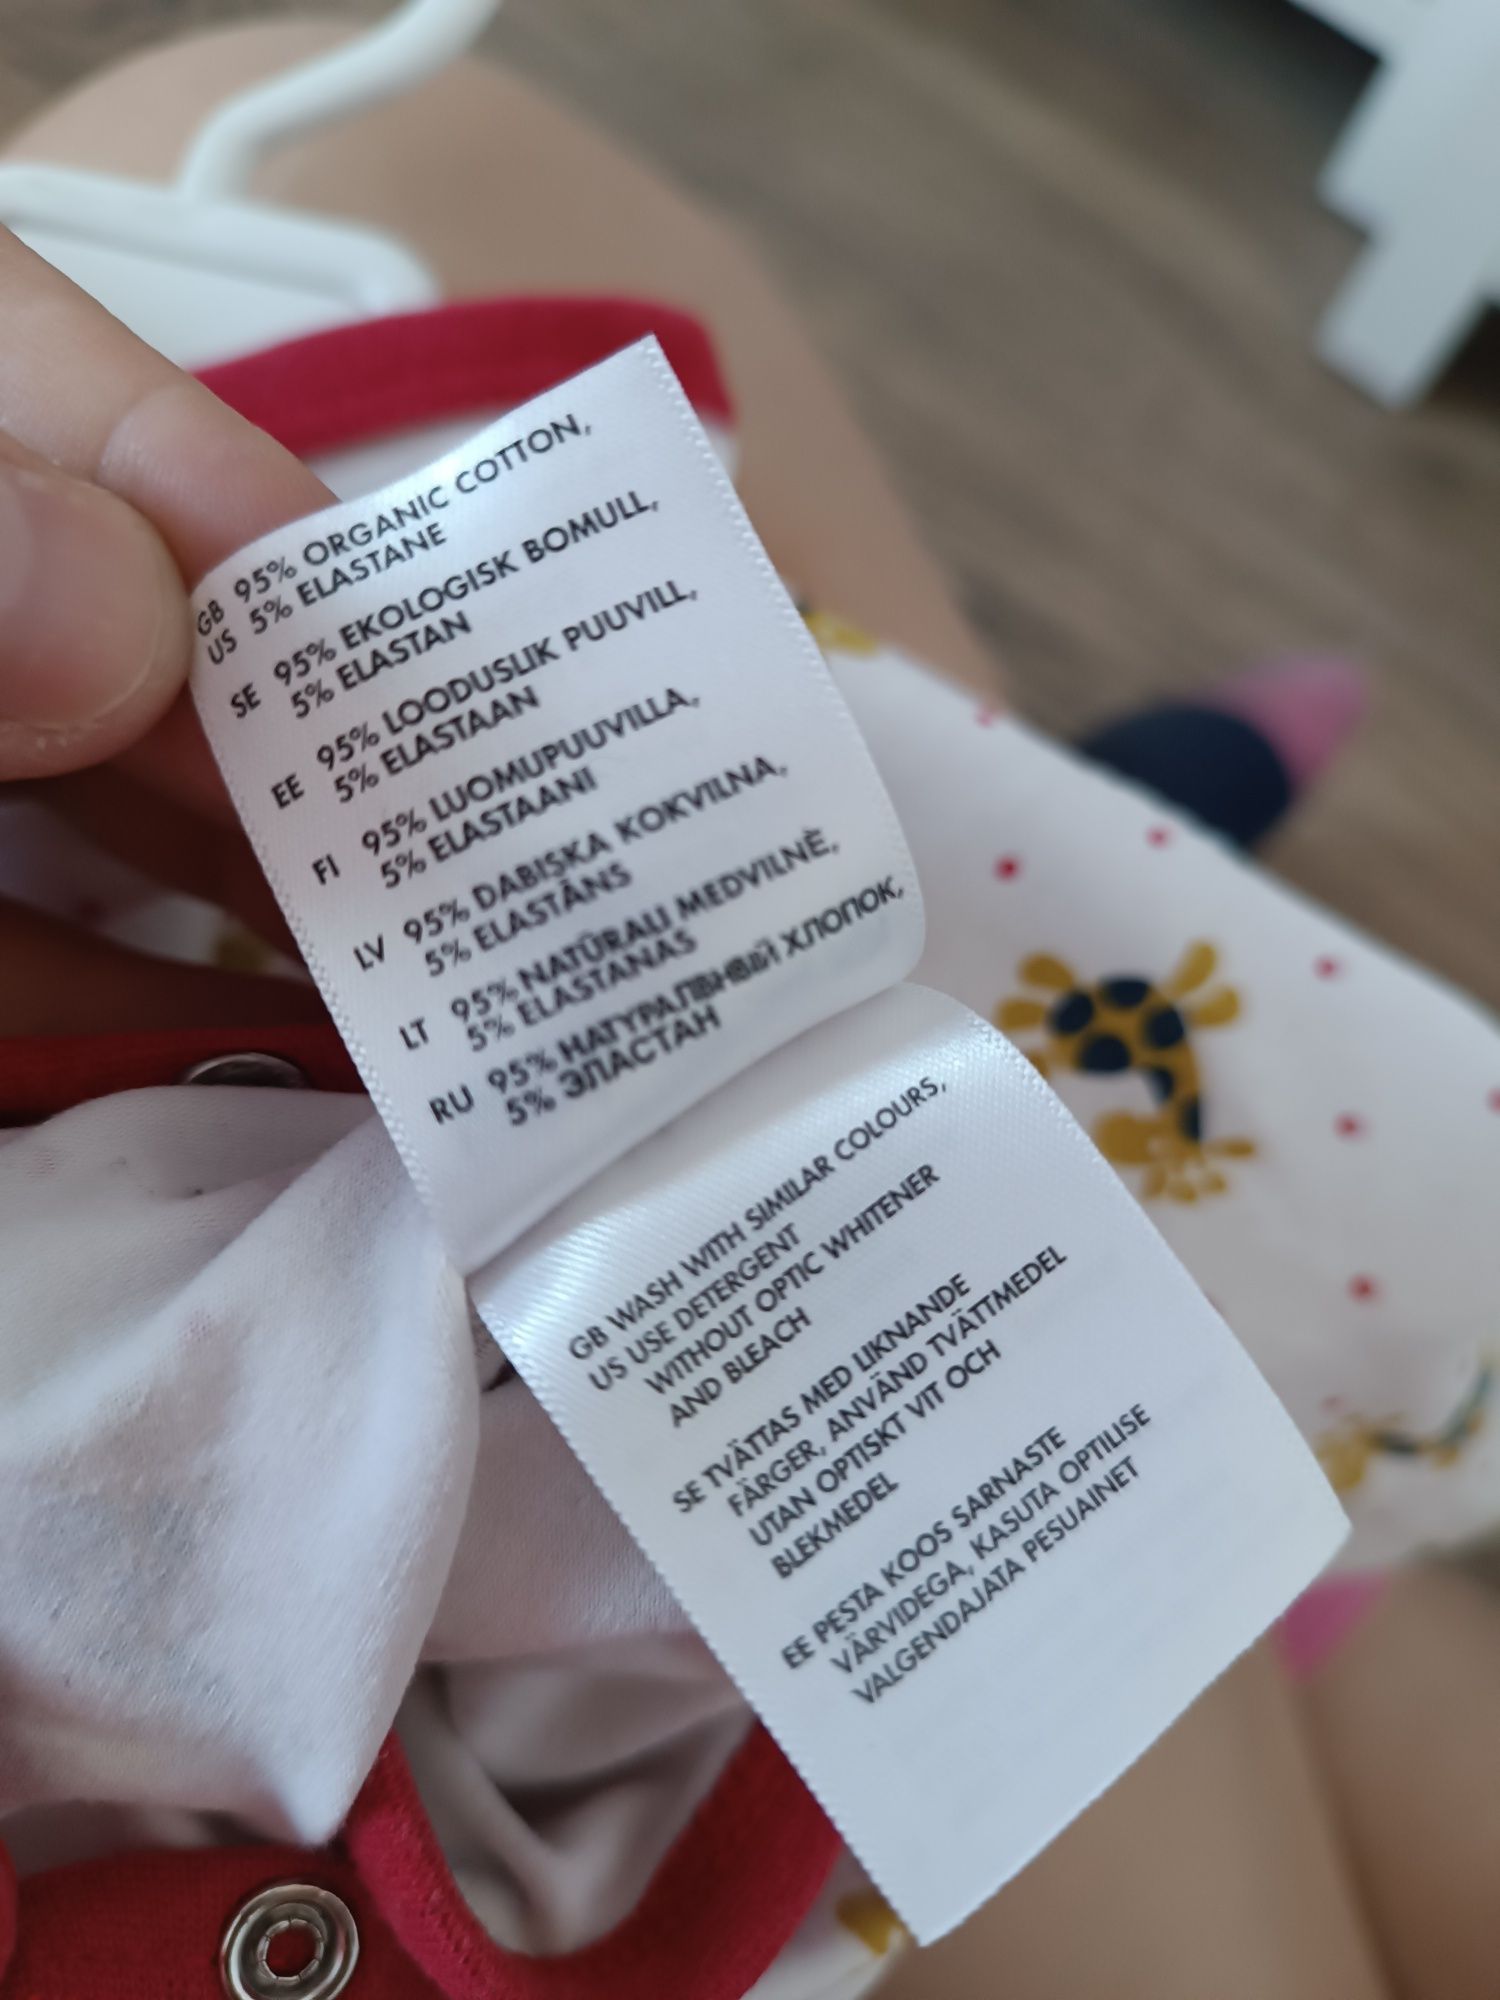 GB 95% ORGANIC COTTON,
US 5% ELASTANE
SE 95% EKOLOGISK BOMULL,
5% ELASTAN
EE 95% LOODUSLIK PUUVILL,
5% ELASTAAN
FI 95% LUOMUPUUVILLA,
5% ELASTAANI
LV 95% DABIŞKA KOKVILNA,
5% ELASTĀNS
LT 95% NATŪRALI MEDVILNĖ,
5% ELASTANAS
RU 95% НАТУРАЛВНвій ХЛОПОК,
5% ЭЛАСТАН
GB WASH WITH SIMILAR COLOURS,
US USE DETERGENT
WITHOUT OPTIC WHITENER
AND BLEACH
SE TVÄTTAS MED LIKNANDE
FÄRGER, ANVÄND TVÄTTMEDEL
UTAN OPTISKT VIT OCH
BLEKMEDEL
EE PESTA KOOS SARNASTE
VÄRVIDEGA, KASUTA OPTILISE
VALGENDAJATA PESUAINET